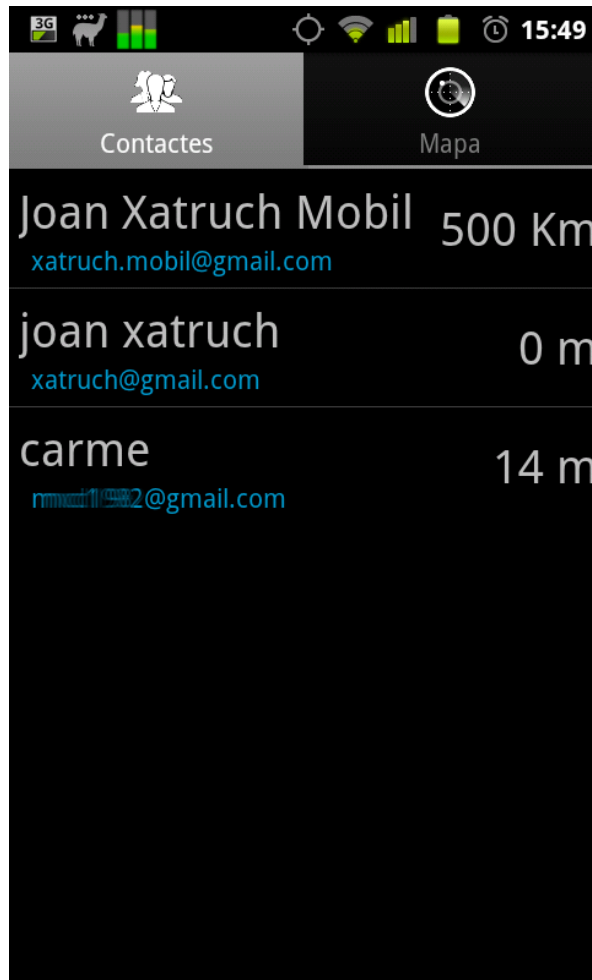 3G 15:49
Contactes Mapa
Joan Xatruch Mobil 500 Km
xatruch.mobil@gmail.com
joan xatruch 0 m
xatruch@gmail.com
carme 14 m
@gmail.com